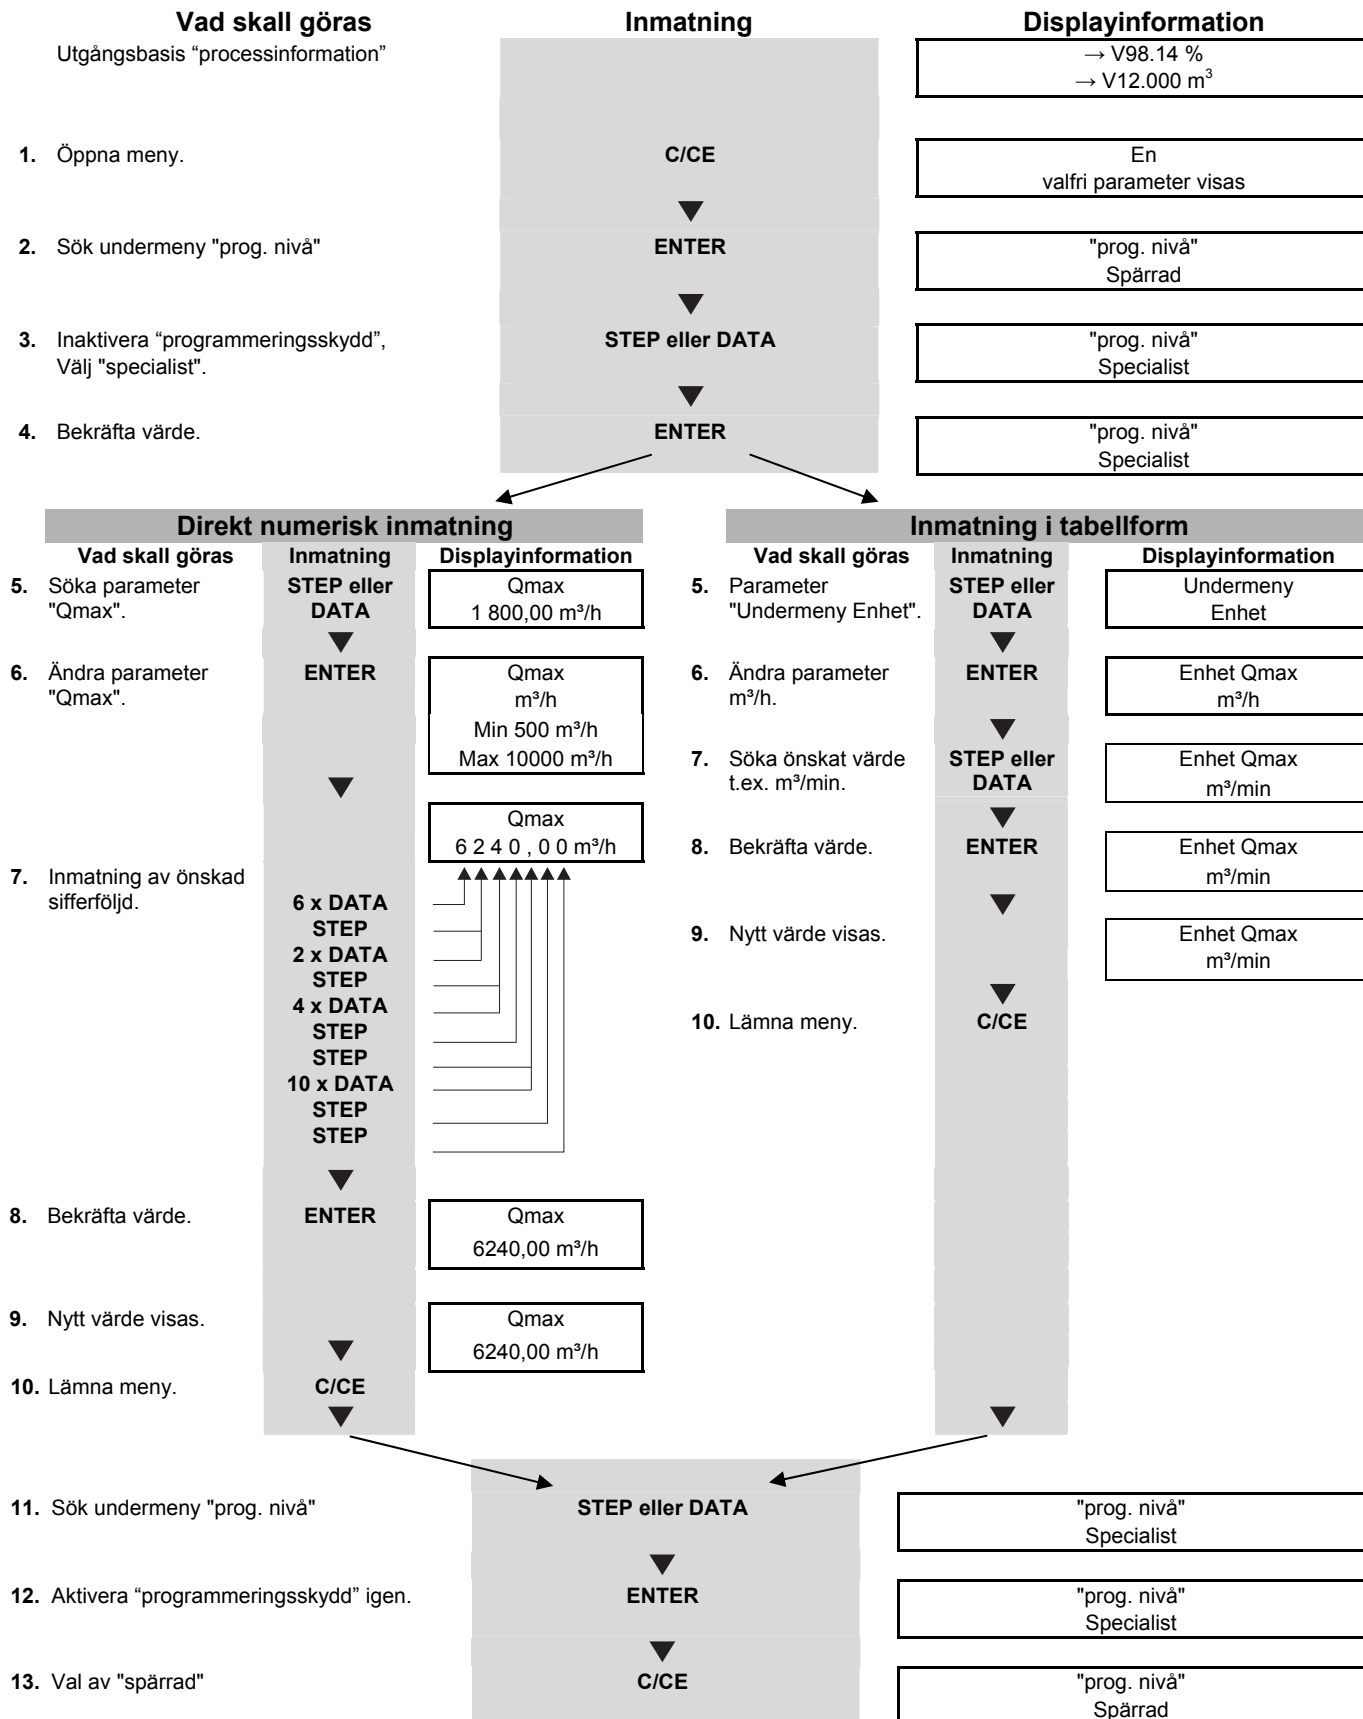 Vad skall göras Inmatning Displayinformation
Utgångsbasis “processinformation”
→ V98.14 %
→ V12.000 m³
1. Öppna meny. C/CE En
valfri parameter visas
2. Sök undermeny "prog. nivå" ENTER "prog. nivå"
Spärrad
3. Inaktivera “programmeringsskydd”, STEP eller DATA "prog. nivå"
Välj "specialist". Specialist
4. Bekräfta värde. ENTER "prog. nivå"
Specialist
Direkt numerisk inmatning
Vad skall göras Inmatning Displayinformation
5. Söka parameter STEP eller Qmax
"Qmax". DATA 1 800,00 m³/h
6. Ändra parameter ENTER Qmax
"Qmax". m³/h
Min 500 m³/h
Max 10000 m³/h
Qmax
6 2 4 0 , 0 0 m³/h
7. Inmatning av önskad
sifferföljd.
6 x DATA
STEP
2 x DATA
STEP
4 x DATA
STEP
STEP
10 x DATA
STEP
STEP
8. Bekräfta värde. ENTER Qmax
6240,00 m³/h
9. Nytt värde visas. Qmax
6240,00 m³/h
10. Lämna meny. C/CE
Inmatning i tabellform
Vad skall göras Inmatning Displayinformation
5. Parameter STEP eller Undermeny
"Undermeny Enhet". DATA Enhet
6. Ändra parameter ENTER Enhet Qmax
m³/h. m³/h
7. Söka önskat värde STEP eller Enhet Qmax
t.ex. m³/min. DATA m³/min
8. Bekräfta värde. ENTER Enhet Qmax
m³/min
9. Nytt värde visas. Enhet Qmax
m³/min
10. Lämna meny. C/CE
11. Sök undermeny "prog. nivå" STEP eller DATA "prog. nivå"
Specialist
12. Aktivera “programmeringsskydd” igen. ENTER "prog. nivå"
Specialist
13. Val av "spärrad" C/CE "prog. nivå"
Spärrad